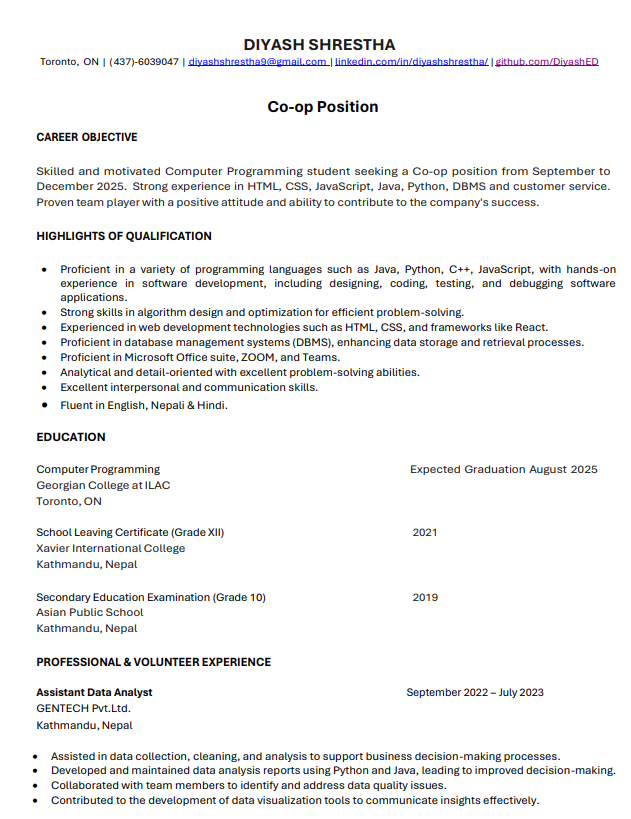 DIYASH SHRESTHA
Toronto, ON | (437)-6039047 | diyashshrestha9@gmail.com | linkedin.com/in/diyashshrestha/ | github.com/DiyashED
Co-op Position
CAREER OBJECTIVE
Skilled and motivated Computer Programming student seeking a Co-op position from September to
December 2025. Strong experience in HTML, CSS, JavaScript, Java, Python, DBMS and customer service.
Proven team player with a positive attitude and ability to contribute to the company's success.
HIGHLIGHTS OF QUALIFICATION
• Proficient in a variety of programming languages such as Java, Python, C++, JavaScript, with hands-on
experience in software development, including designing, coding, testing, and debugging software
applications.
• Strong skills in algorithm design and optimization for efficient problem-solving.
• Experienced in web development technologies such as HTML, CSS, and frameworks like React.
• Proficient in database management systems (DBMS), enhancing data storage and retrieval processes.
• Proficient in Microsoft Office suite, ZOOM, and Teams.
• Analytical and detail-oriented with excellent problem-solving abilities.
• Excellent interpersonal and communication skills.
• Fluent in English, Nepali & Hindi.
EDUCATION
Computer Programming Expected Graduation August 2025
Georgian College at ILAC
Toronto, ON
School Leaving Certificate (Grade XII) 2021
Xavier International College
Kathmandu, Nepal
Secondary Education Examination (Grade 10) 2019
Asian Public School
Kathmandu, Nepal
PROFESSIONAL & VOLUNTEER EXPERIENCE
Assistant Data Analyst September 2022 – July 2023
GENTECH Pvt.Ltd.
Kathmandu, Nepal
• Assisted in data collection, cleaning, and analysis to support business decision-making processes.
• Developed and maintained data analysis reports using Python and Java, leading to improved decision-making.
• Collaborated with team members to identify and address data quality issues.
• Contributed to the development of data visualization tools to communicate insights effectively.